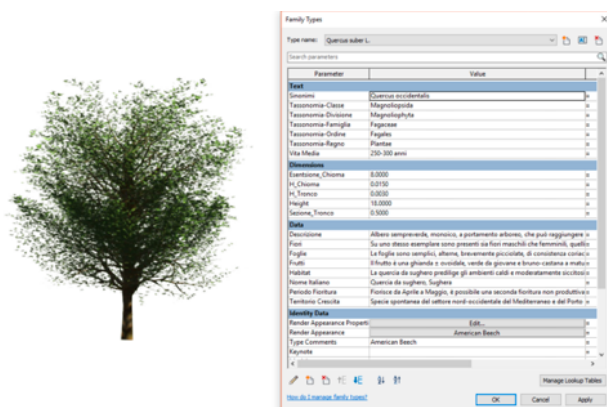 Family Types
Type name: Quercus suber L.
Search parameters
Parameter Value
Text
Sinonimi Quercus occidentalis
Tassonomia-Classe Magnoliopsida
Tassonomia-Divisione Magnoliophyta
Tassonomia-Famiglia Fagaceae
Tassonomia-Ordine Fagales
Tassonomia-Regno Plantae
Vita Media 250-300 anni
Dimensions
Esentsione_Chioma 8.0000
H_Chioma 0.0150
H_Tronco 0.0030
Height 18.0000
Sezione_Tronco 0.5000
Data
Descrizione Albero sempreverde, monoico, a portamento arboreo, che può raggiungere
Fiori Su uno stesso esemplare sono presenti sia fiori maschili che femminili, quelli
Foglie Le foglie sono semplici, alterne, brevemente picciolate, di consistenza coriac
Frutti Il frutto è una ghianda ± ovoidale, verde da giovane e bruno-castana a matu
Habitat La quercia da sughero predilige gli ambienti caldi e moderatamente siccitosi
Nome Italiano Quercia da sughero, Sughera
Periodo Fioritura Fiorisce da Aprile a Maggio, è possibile una seconda fioritura non produttiva
Territorio Crescita Specie spontanea del settore nord-occidentale del Mediterraneo e del Porto
Identity Data
Render Appearance Properti Edit...
Render Appearance American Beech
Type Comments American Beech
Keynote
Manage Lookup Tables
How do I manage family types?
OK Cancel Apply